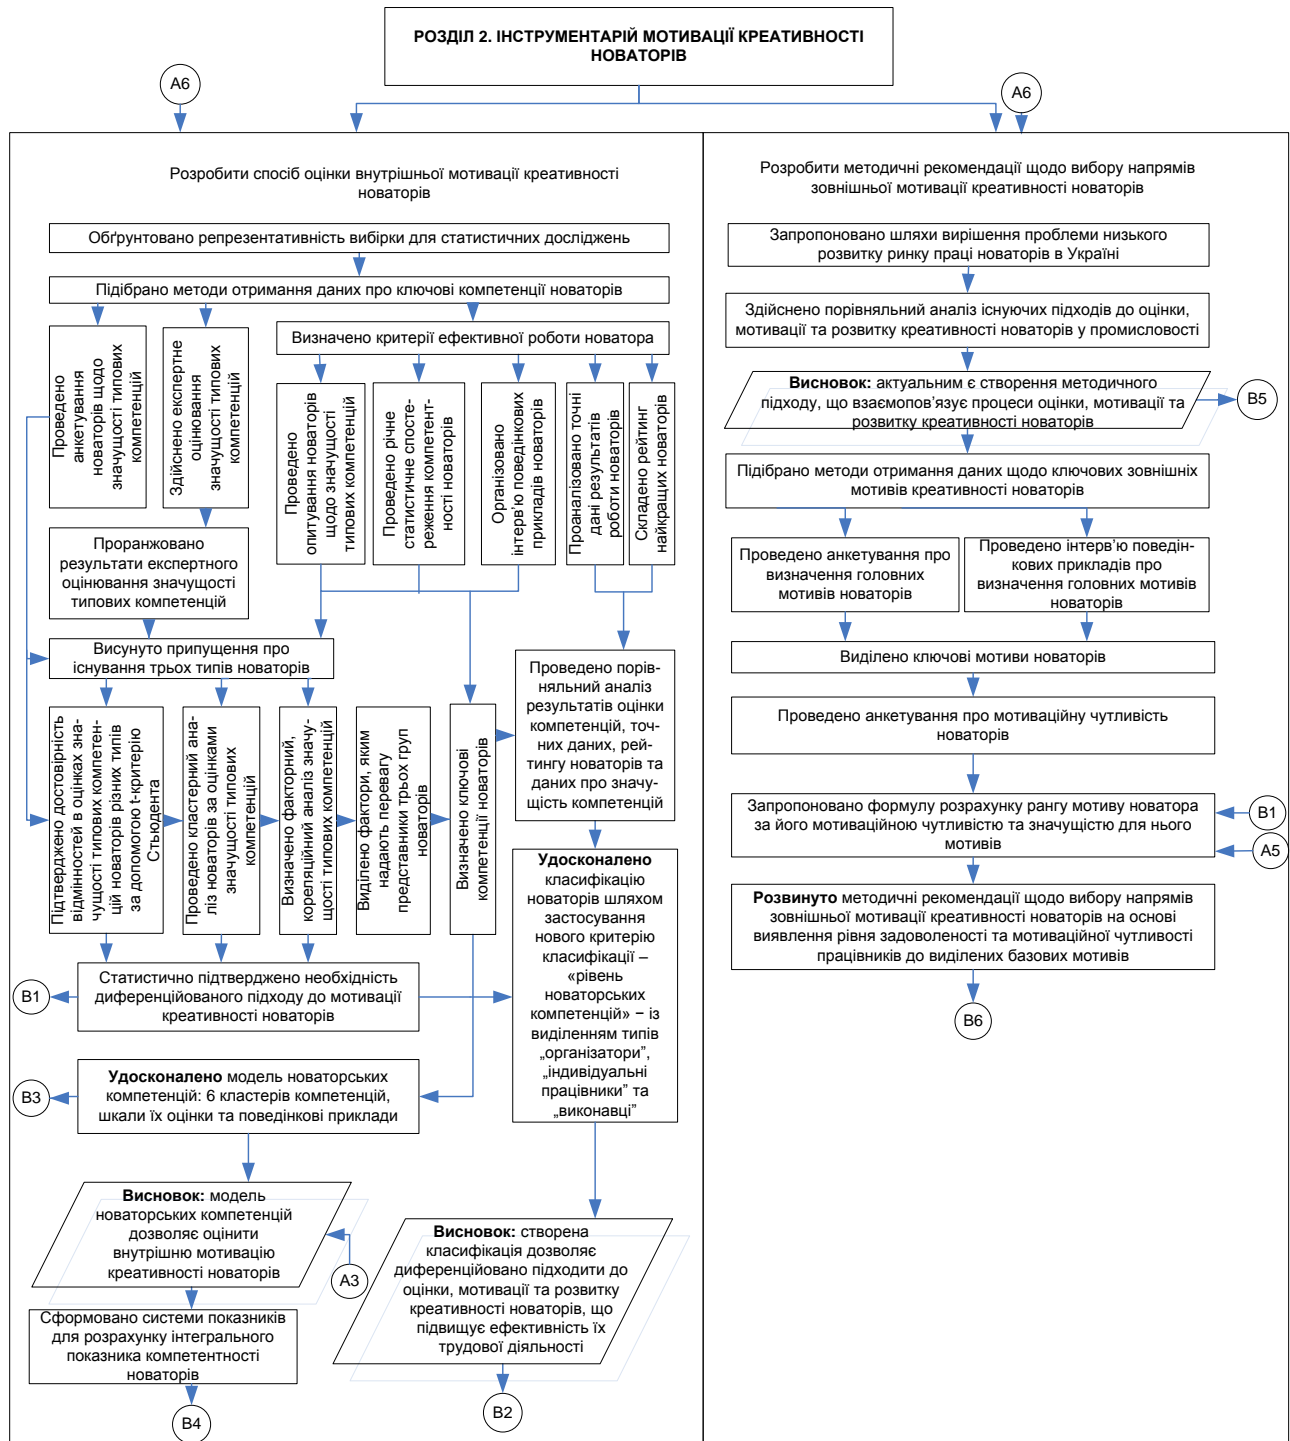 РОЗДІЛ 2. ІНСТРУМЕНТАРІЙ МОТИВАЦІЇ КРЕАТИВНОСТІ
НОВАТОРІВ
А6
А6
Розробити спосіб оцінки внутрішньої мотивації креативності
новаторів
Обґрунтовано репрезентативність вибірки для статистичних досліджень
Підібрано методи отримання даних про ключові компетенції новаторів
Визначено критерії ефективної роботи новатора
Проведено
анкетування
новаторів щодо
значущості типових
компетенцій
Здійснено експертне
оцінювання
значущості типових
компетенцій
Проведено
опитування новаторів
щодо значущості
типових компетенцій
Проведено річне
статистичне спосте-
реження компетент-
ності новаторів
Організовано
інтерв’ю поведінкових
прикладів новаторів
Проаналізовано точні
дані результатів
роботи новаторів
Складено рейтинг
найкращих новаторів
Проранжовано
результати експертного
оцінювання значущості
типових компетенцій
Висунуто припущення про
існування трьох типів новаторів
Підтверджено достовірність
відмінностей в оцінках зна-
чущості типових компетен-
цій новаторів різних типів
за допомогою t-критерію
Стьюдента
Проведено кластерний ана-
ліз новаторів за оцінками
значущості типових
компетенцій
Визначено факторний,
кореляційний аналіз значу-
щості типових компетенцій
Виділено фактори, яким
надають перевагу
представники трьох груп
новаторів
Визначено ключові
компетенції новаторів
Проведено порів-
няльний аналіз
результатів оцінки
компетенцій, точ-
них даних, рей-
тингу новаторів та
даних про значу-
щість компетенцій
Статистично підтверджено необхідність
диференційованого підходу до мотивації
креативності новаторів
В1
Удосконалено
класифікацію
новаторів шляхом
застосування
нового критерію
класифікації –
«рівень
новаторських
компетенцій» − із
виділенням типів
„організатори”,
„індивідуальні
працівники” та
„виконавці”
Удосконалено модель новаторських
компетенцій: 6 кластерів компетенцій,
шкали їх оцінки та поведінкові приклади
В3
Висновок: модель
новаторських компетенцій
дозволяє оцінити
внутрішню мотивацію
креативності новаторів
А3
Висновок: створена
класифікація дозволяє
диференційовано підходити до
оцінки, мотивації та розвитку
креативності новаторів, що
підвищує ефективність їх
трудової діяльності
Сформовано системи показників
для розрахунку інтегрального
показника компетентності
новаторів
В4
В2
Розробити методичні рекомендації щодо вибору напрямів
зовнішньої мотивації креативності новаторів
Запропоновано шляхи вирішення проблеми низького
розвитку ринку праці новаторів в Україні
Здійснено порівняльний аналіз існуючих підходів до оцінки,
мотивації та розвитку креативності новаторів у промисловості
Висновок: актуальним є створення методичного
підходу, що взаємопов’язує процеси оцінки, мотивації та
розвитку креативності новаторів
В5
Підібрано методи отримання даних щодо ключових зовнішніх
мотивів креативності новаторів
Проведено анкетування про
визначення головних
мотивів новаторів
Проведено інтерв’ю поведін-
кових прикладів про
визначення головних мотивів
новаторів
Виділено ключові мотиви новаторів
Проведено анкетування про мотиваційну чутливість
новаторів
Запропоновано формулу розрахунку рангу мотиву новатора
за його мотиваційною чутливістю та значущістю для нього
мотивів
В1
А5
Розвинуто методичні рекомендації щодо вибору напрямів
зовнішньої мотивації креативності новаторів на основі
виявлення рівня задоволеності та мотиваційної чутливості
працівників до виділених базових мотивів
В6